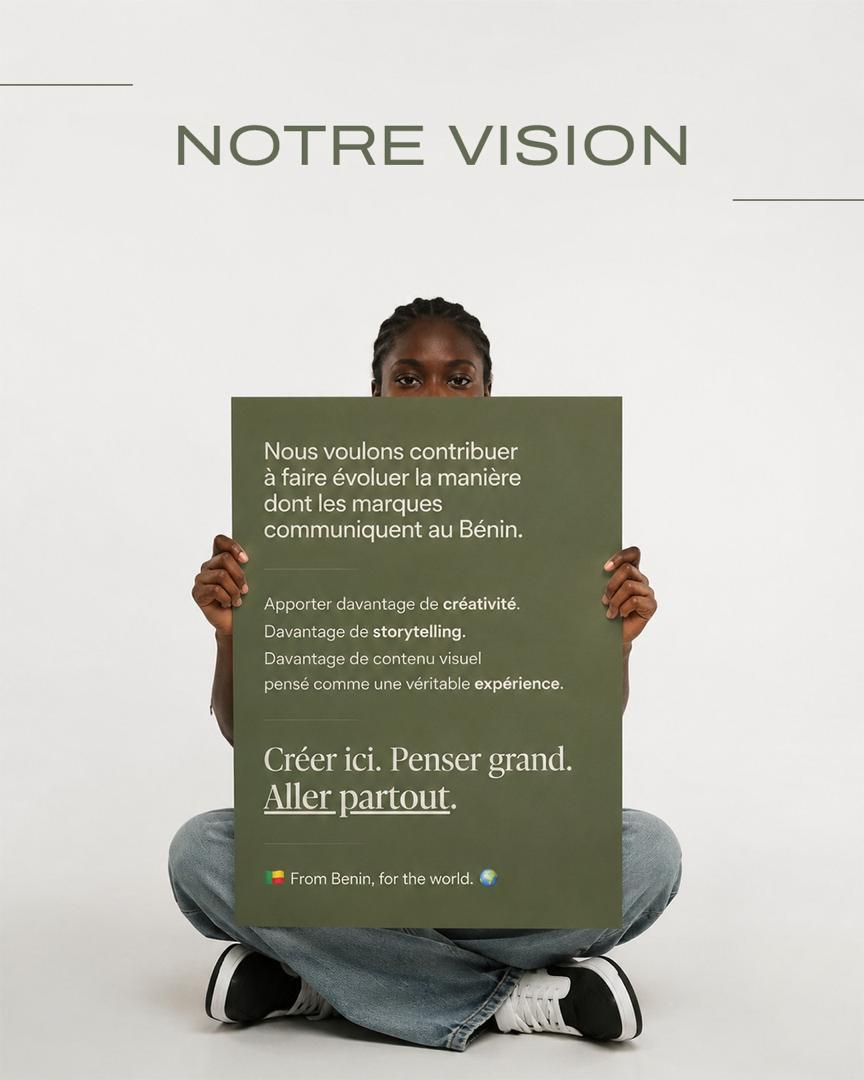 NOTRE VISION
Nous voulons contribuer
à faire évoluer la manière
dont les marques
communiquent au Bénin.
Apporter davantage de créativité.
Davantage de storytelling.
Davantage de contenu visuel
pensé comme une véritable expérience.
Créer ici. Penser grand.
Aller partout.
🇧🇯 From Benin, for the world. 🌍